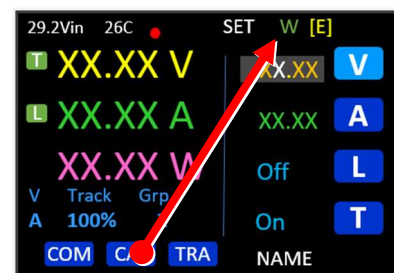 29.2Vin 26C SET W [E]
T XX.XX V XX.XX V
L XX.XX A XX.XX A
XX.XX W Off L
V Track Grp
A 100% On T
COM TRA NAME